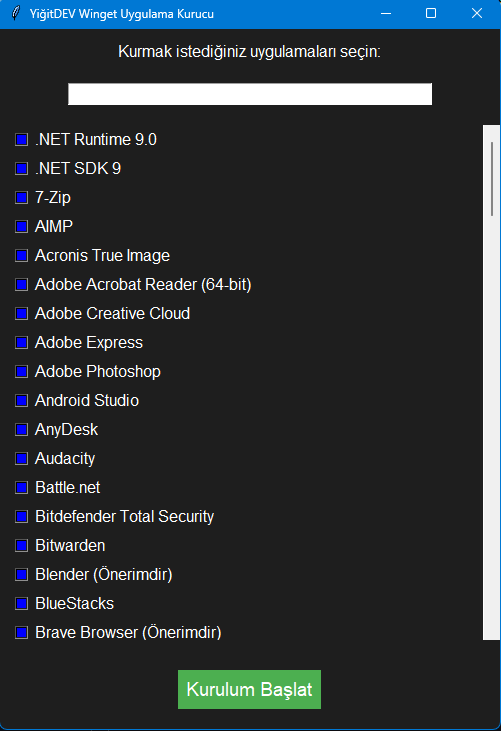 YiğitDEV Winget Uygulama Kurucu
Kurmak istediğiniz uygulamaları seçin:
.NET Runtime 9.0
.NET SDK 9
7-Zip
AIMP
Acronis True Image
Adobe Acrobat Reader (64-bit)
Adobe Creative Cloud
Adobe Express
Adobe Photoshop
Android Studio
AnyDesk
Audacity
Battle.net
Bitdefender Total Security
Bitwarden
Blender (Önerimdir)
BlueStacks
Brave Browser (Önerimdir)
Kurulum Başlat